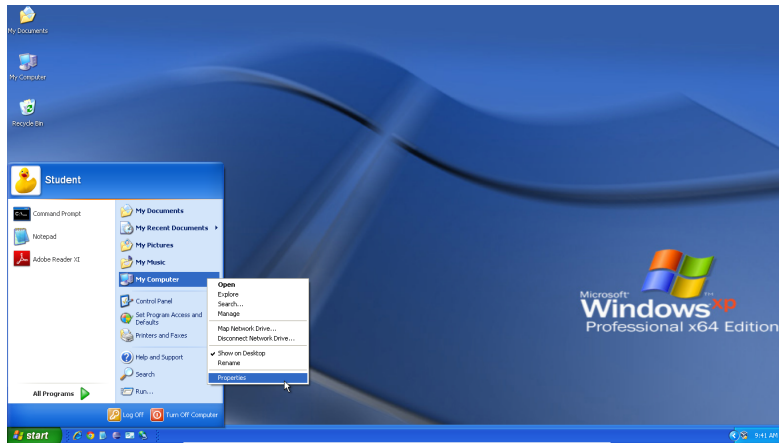 My Documents
My Computer
Recycle Bin
Student
Command Prompt
Notepad
Adobe Reader XI
All Programs
My Documents
My Recent Documents
My Pictures
My Music
My Computer
Control Panel
Set Program Access and
Defaults
Printers and Faxes
Help and Support
Search
Run...
Log Off
Turn Off Computer
Open
Explore
Search...
Manage
Map Network Drive...
Disconnect Network Drive...
Show on Desktop
Rename
Properties
Microsoft
Windows xp
Professional x64 Edition
start
9:41 AM